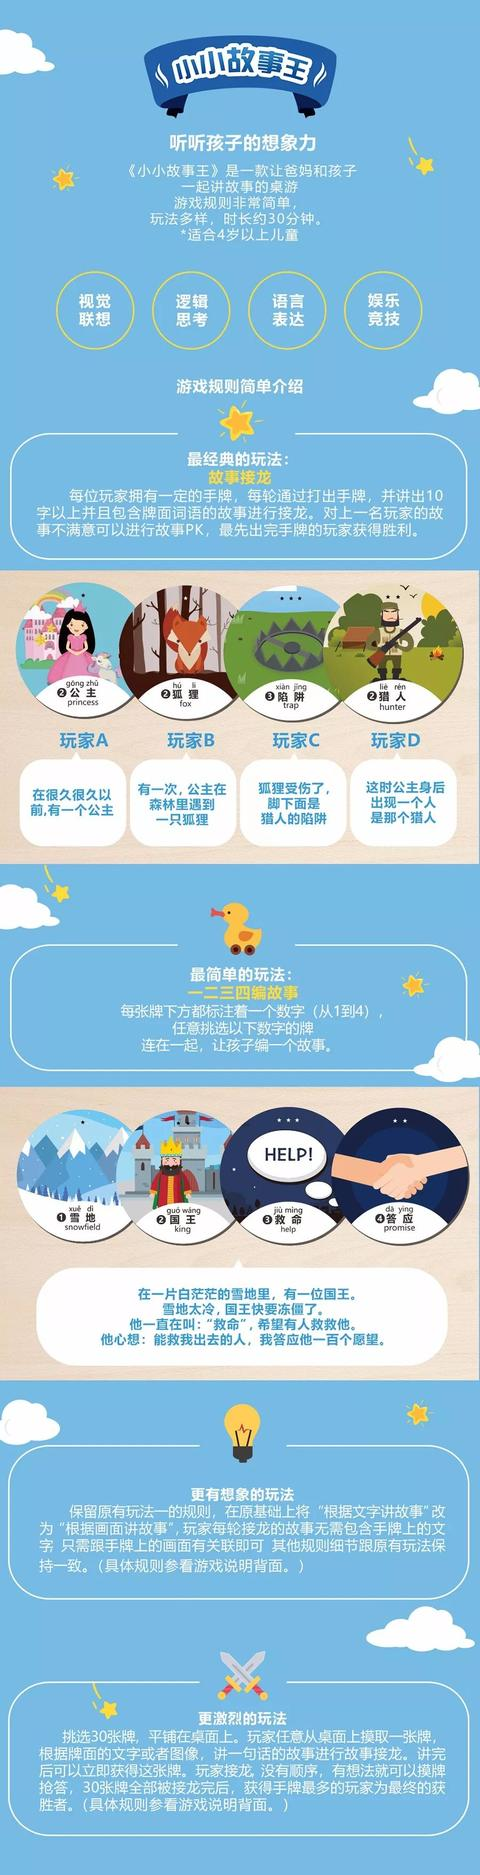 小小故事王
听听孩子的想象力
《小小故事王》是一款让爸妈和孩子
一起讲故事的桌游
游戏规则非常简单，
玩法多样，时长约30分钟。
*适合4岁以上儿童
视觉
联想
逻辑
思考
语言
表达
娱乐
竞技
游戏规则简单介绍
最经典的玩法：
故事接龙
每位玩家拥有一定的手牌，每轮通过打出手牌，并讲出10
字以上并且包含牌面词语的故事进行接龙。对上一名玩家的故
事不满意可以进行故事PK，最先出完手牌的玩家获得胜利。
gōng zhǔ
❷公主
princess
hú li
❷狐狸
fox
xiàn jǐng
❸陷阱
trap
liè rén
❷猎人
hunter
玩家A
玩家B
玩家C
玩家D
在很久很久以
前,有一个公主
有一次，公主在
森林里遇到
一只狐狸
狐狸受伤了，
脚下面是
猎人的陷阱
这时公主身后
出现一个人
是那个猎人
最简单的玩法：
一二三四编故事
每张牌下方都标注着一个数字（从1到4），
任意挑选以下数字的牌
连在一起，让孩子编一个故事。
xuě dì
❶雪地
snowfield
guó wáng
❷国王
king
HELP!
jiù mìng
❸救命
help
dā ying
❹答应
promise
在一片白茫茫的雪地里，有一位国王。
雪地太冷，国王快要冻僵了。
他一直在叫：“救命”，希望有人救救他。
他心想：能救我出去的人，我答应他一百个愿望。
更有想象的玩法
保留原有玩法一的规则，在原基础上将 “根据文字讲故事”改
为 “根据画面讲故事”，玩家每轮接龙的故事无需包含手牌上的文
字 只需跟手牌上的画面有关联即可 其他规则细节跟原有玩法保
持一致。（具体规则参看游戏说明背面。）
更激烈的玩法
挑选30张牌，平铺在桌面上。玩家任意从桌面上摸取一张牌，
根据牌面的文字或者图像，讲一句话的故事进行故事接龙。讲完
后可以立即获得这张牌。玩家接龙 没有顺序，有想法就可以摸牌
抢答，30张牌全部被接龙完后，获得手牌最多的玩家为最终的获
胜者。（具体规则参看游戏说明背面。）